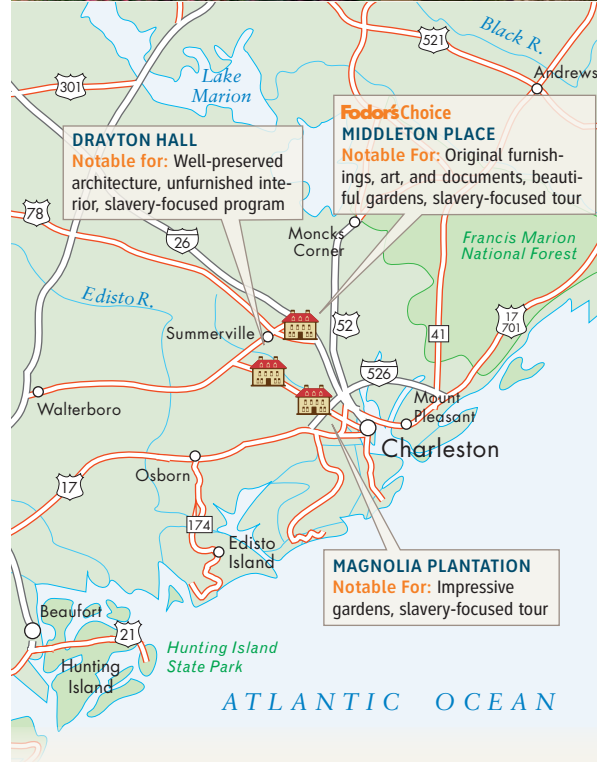 521
Black R.
Andrews
Lake
Marion
301
Fodor's Choice
MIDDLETON PLACE
Notable For: Original furnish-
ings, art, and documents, beauti-
ful gardens, slavery-focused tour
DRAYTON HALL
Notable for: Well-preserved
architecture, unfurnished inte-
rior, slavery-focused program
78
26
Moncks
Corner
Francis Marion
National Forest
Edisto R.
17
701
52
41
Summerville
526
Walterboro
Mount
Pleasant
Charleston
Osborn
17
174
Edisto
Island
MAGNOLIA PLANTATION
Notable For: Impressive
gardens, slavery-focused tour
Beaufort
21
Hunting Island
State Park
Hunting
Island
ATLANTIC OCEAN